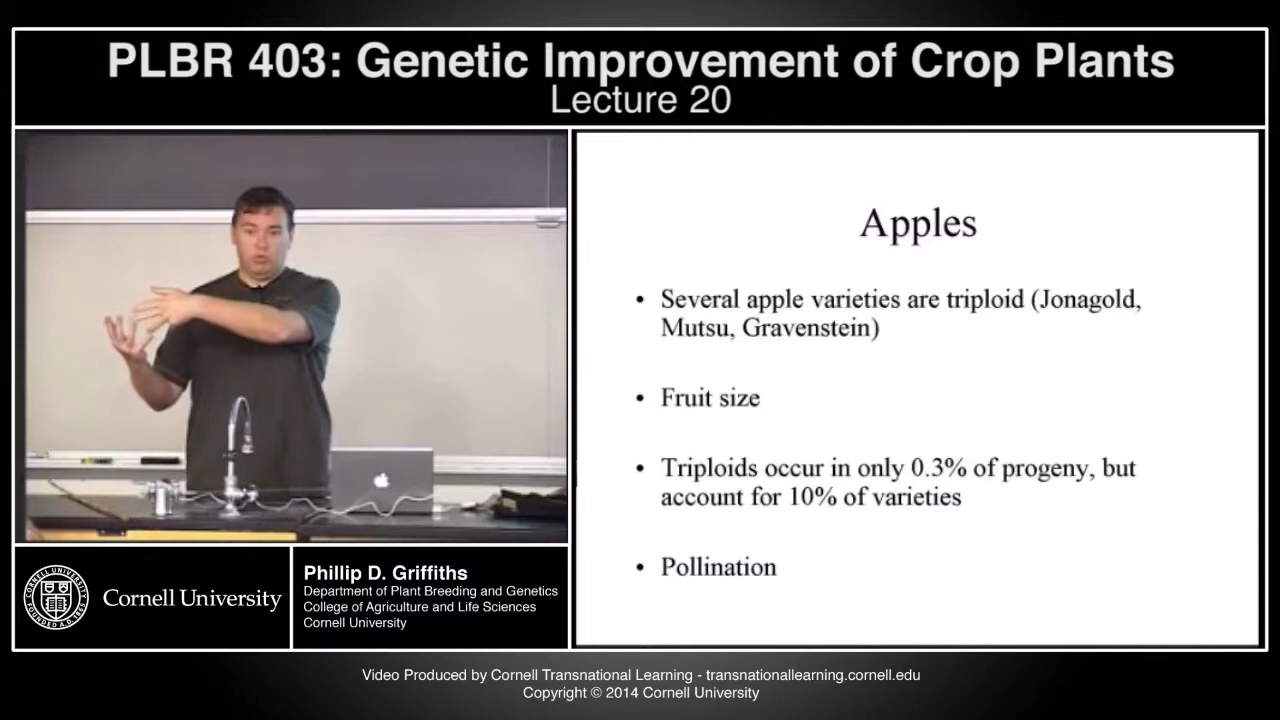 PLBR 403: Genetic Improvement of Crop Plants
Lecture 20
Apples
• Several apple varieties are triploid (Jonagold,
Mutsu, Gravenstein)
• Fruit size
• Triploids occur in only 0.3% of progeny, but
account for 10% of varieties
• Pollination
Cornell University
Phillip D. Griffiths
Department of Plant Breeding and Genetics
College of Agriculture and Life Sciences
Cornell University
Video Produced by Cornell Transnational Learning - transnationallearning.cornell.edu
Copyright © 2014 Cornell University